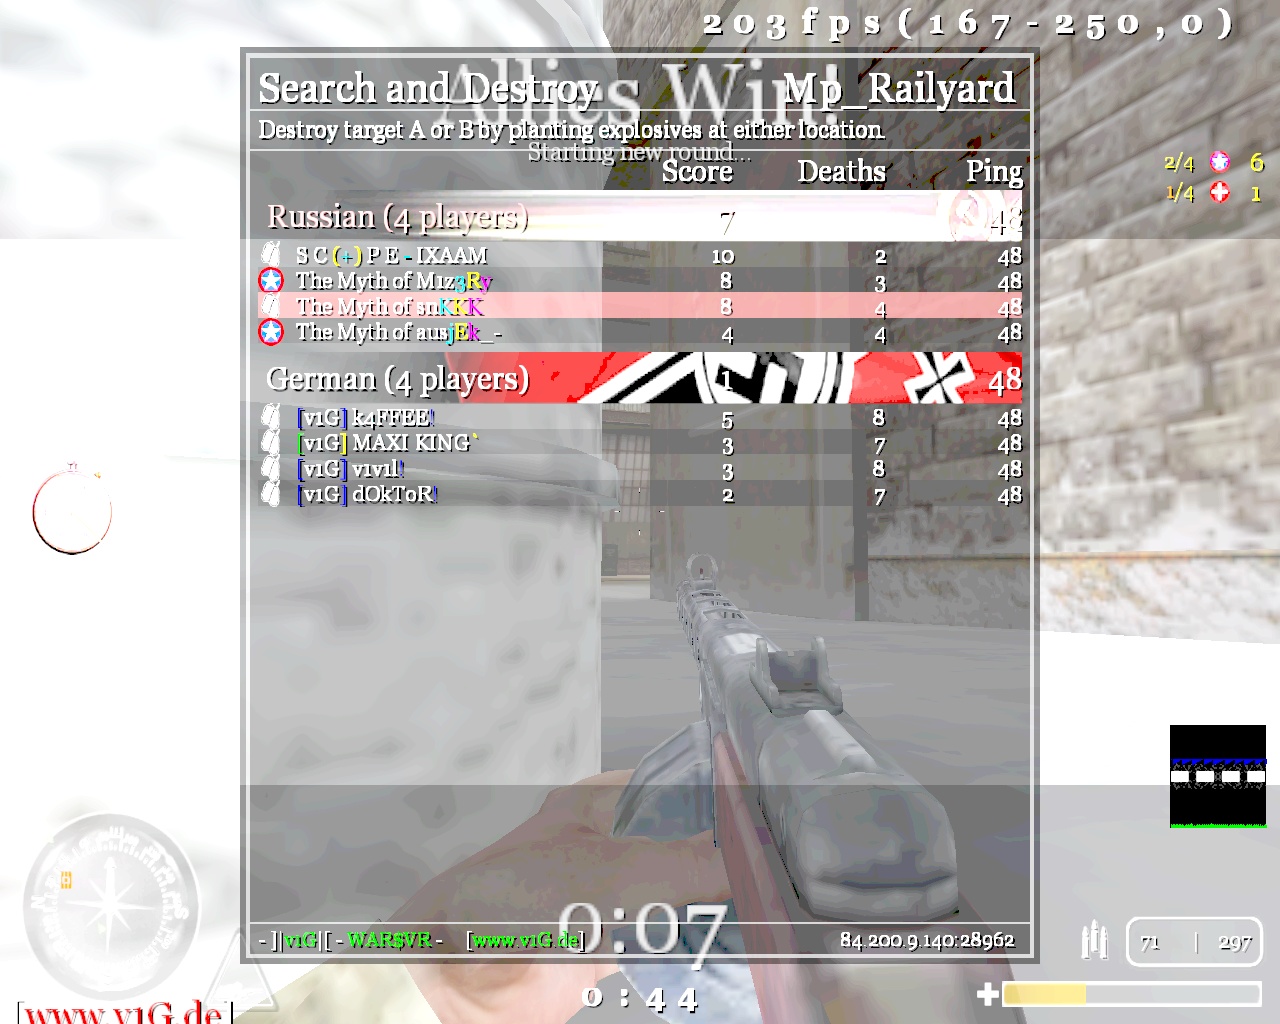 203fps(167-250,0)
Allies Win!
Search and Destroy Mp_Railyard
Destroy target A or B by planting explosives at either location.
Starting new round...
Score Deaths Ping
2/4 6
1/4 1
Russian (4 players) 7 48
S C (+) P E - IXAAM 10 2 48
The Myth of M1z3Ry 8 3 48
The Myth of snKKK 8 4 48
The Myth of ausjEk_- 4 4 48
German (4 players) 1 48
[v1G] k4FFEE! 5 8 48
[v1G] MAXI KING` 3 7 48
[v1G] v1v1l! 3 8 48
[v1G] dOkToR! 2 7 48
0:07
- ]|v1G|[ - WAR$VR - [www.v1G.de] 84.200.9.140:28962
71 | 297
0:44
[www.v1G.de]